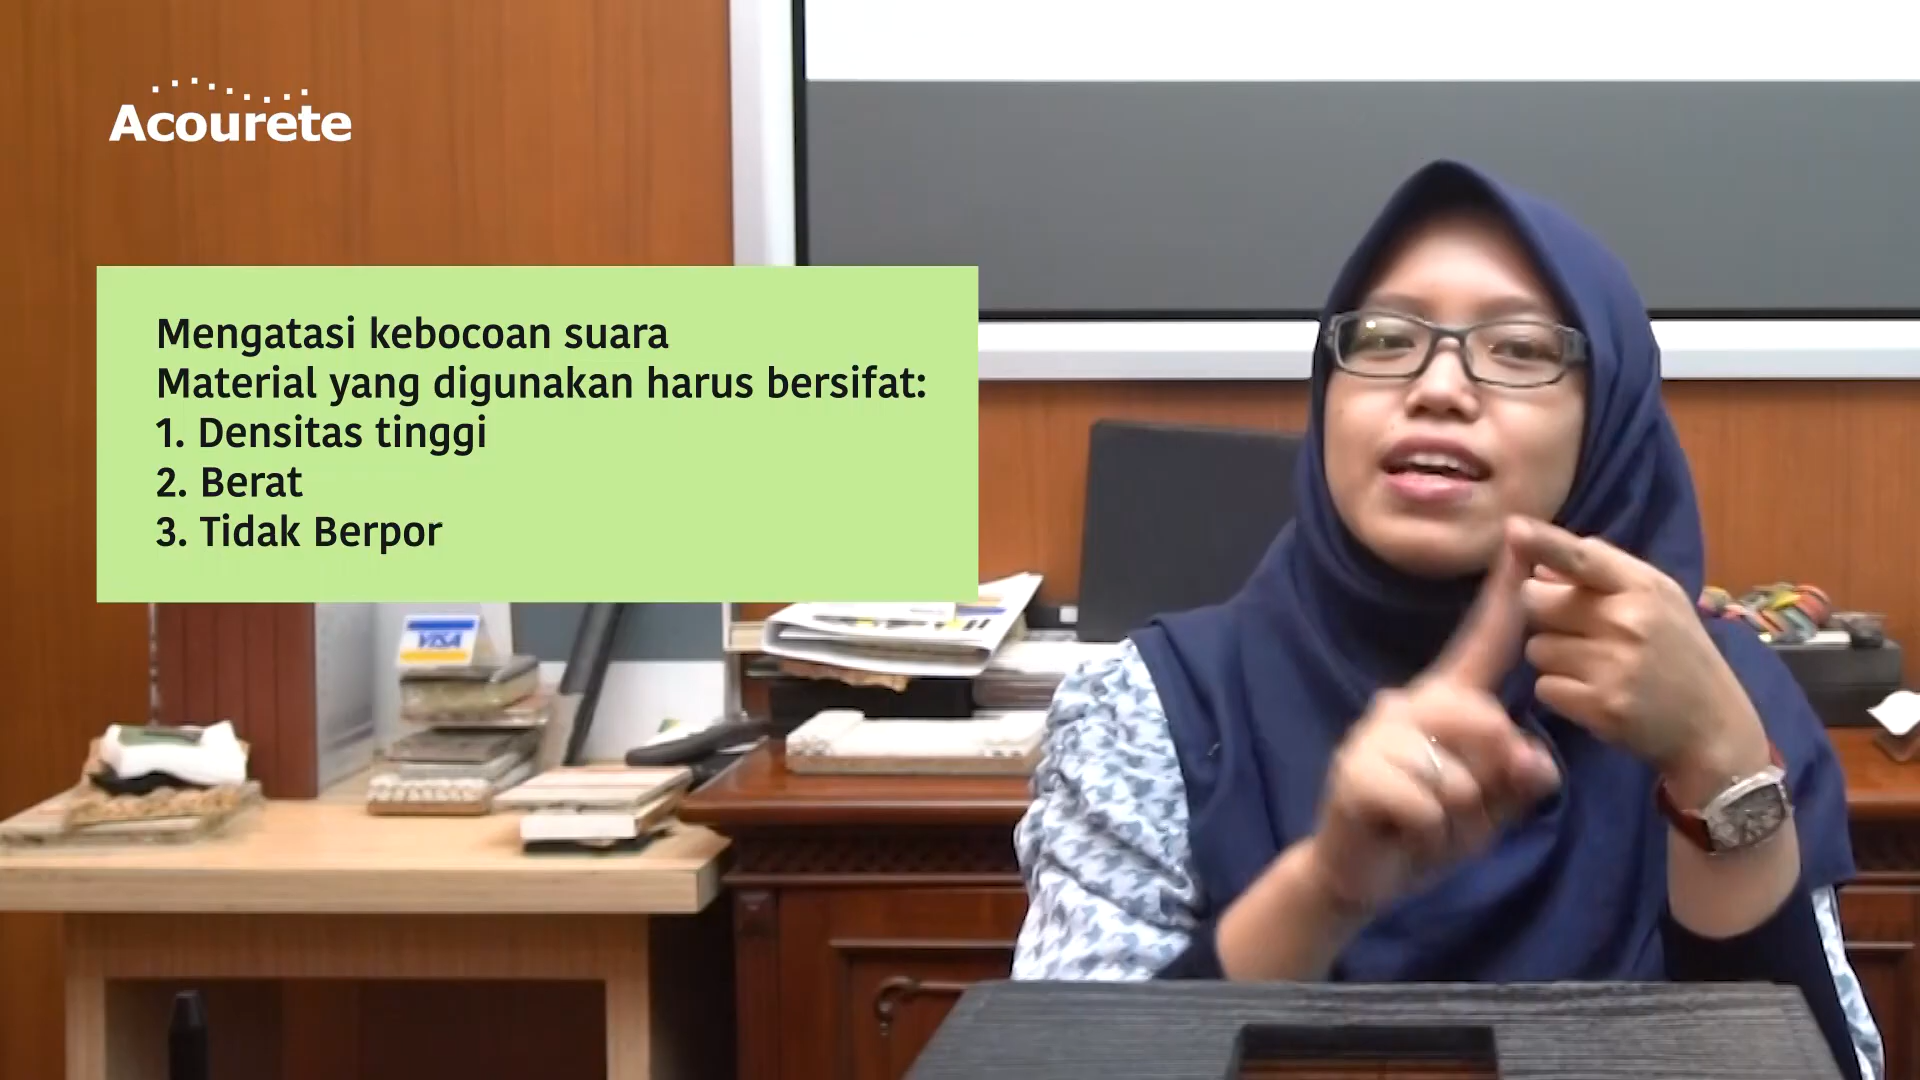 Acourete
Mengatasi kebocoan suara
Material yang digunakan harus bersifat:
1. Densitas tinggi
2. Berat
3. Tidak Berpor
VISA